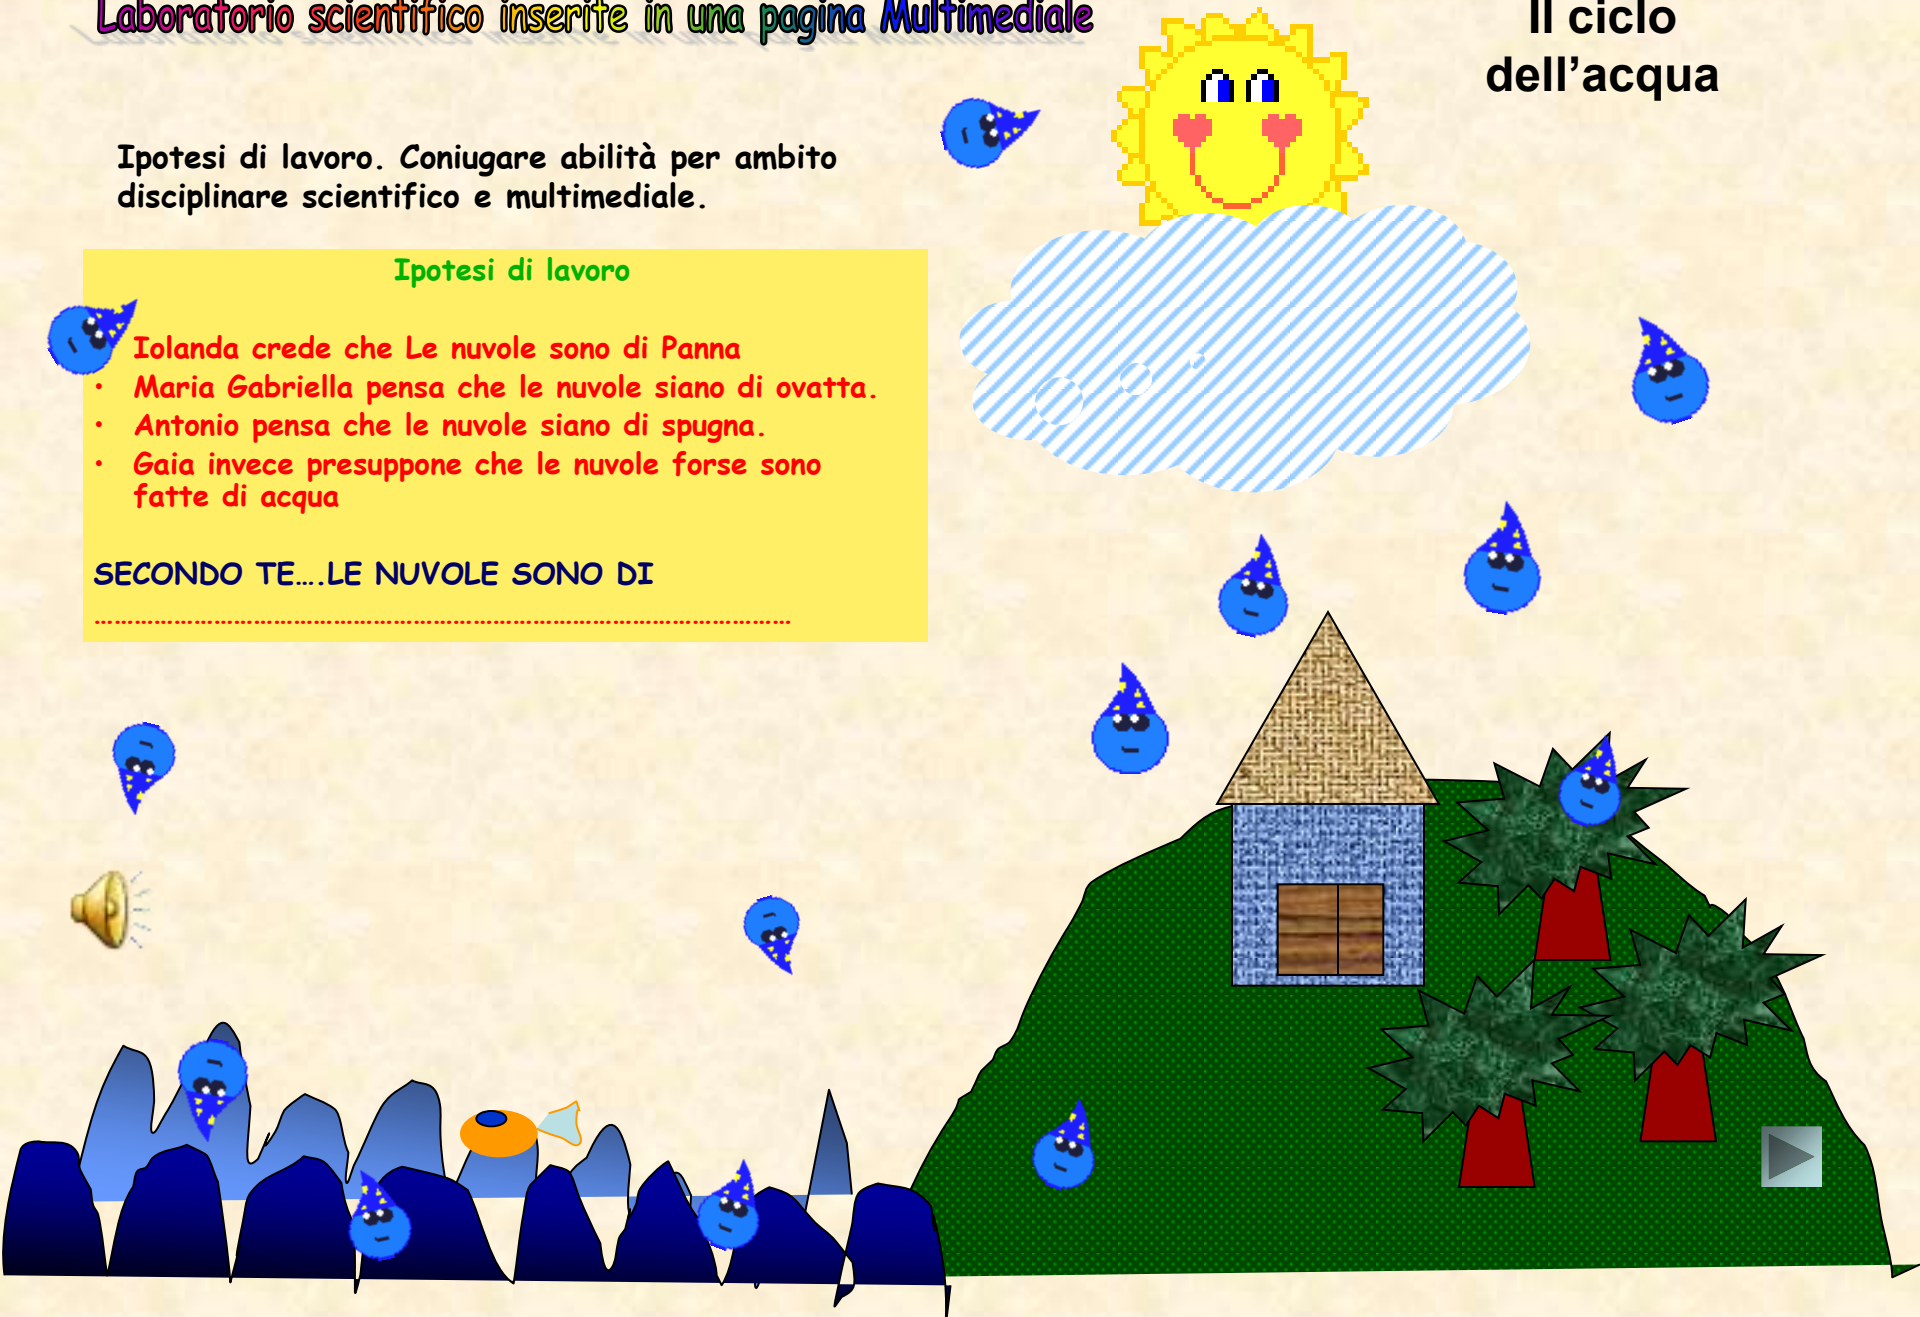 Laboratorio scientifico inserite in una pagina Multimediale
Il ciclo
dell’acqua
Ipotesi di lavoro. Coniugare abilità per ambito
disciplinare scientifico e multimediale.
Ipotesi di lavoro
Iolanda crede che Le nuvole sono di Panna
• Maria Gabriella pensa che le nuvole siano di ovatta.
• Antonio pensa che le nuvole siano di spugna.
• Gaia invece presuppone che le nuvole forse sono
fatte di acqua
SECONDO TE….LE NUVOLE SONO DI
……………………………………………………………………………………………